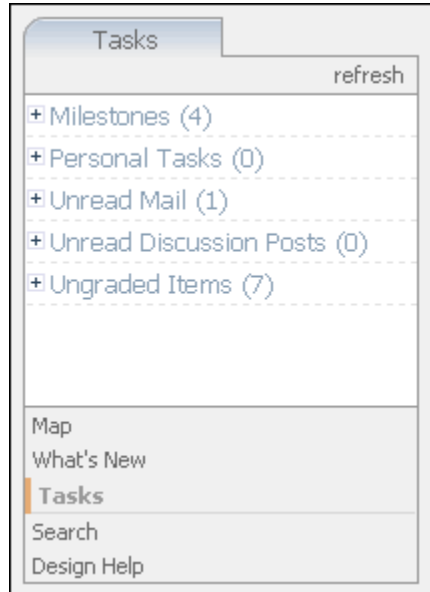 Tasks
refresh
Milestones (4)
Personal Tasks (0)
Unread Mail (1)
Unread Discussion Posts (0)
Ungraded Items (7)
Map
What's New
Tasks
Search
Design Help